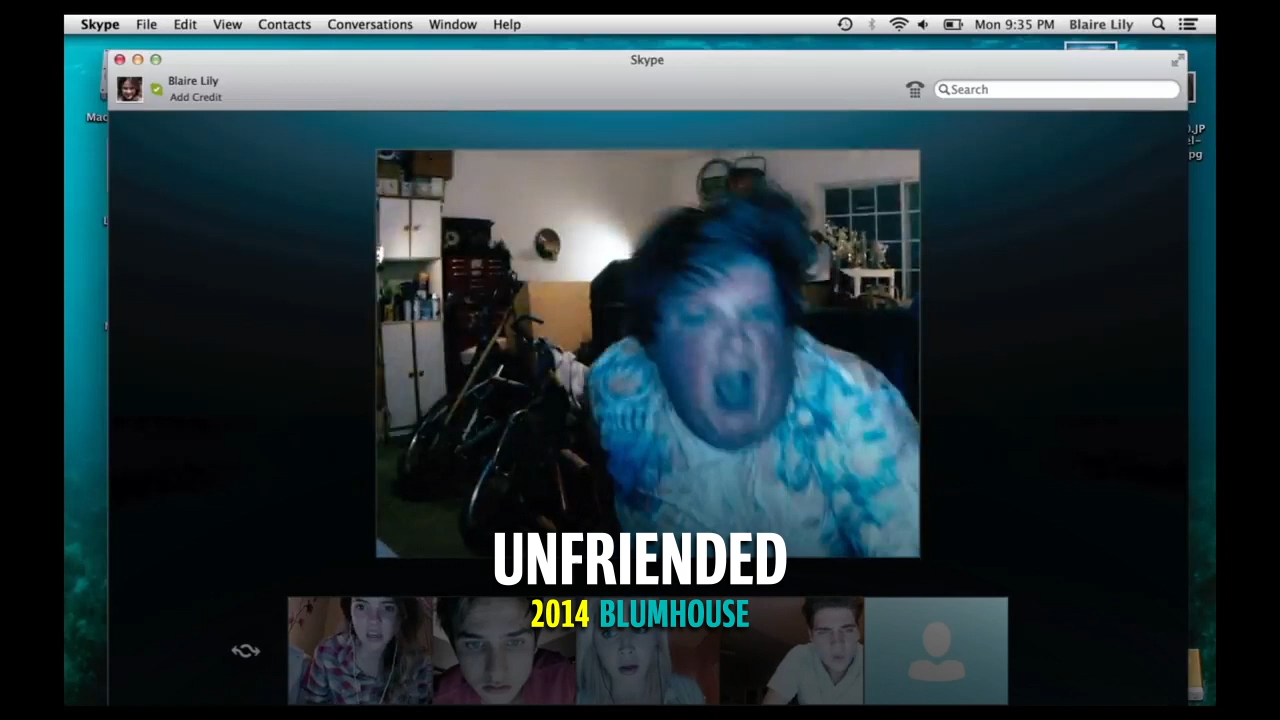 Skype File Edit View Contacts Conversations Window Help Mon 9:35 PM Blaire Lily
Skype
Blaire Lily
Add Credit
Search
UNFRIENDED
2014 BLUMHOUSE